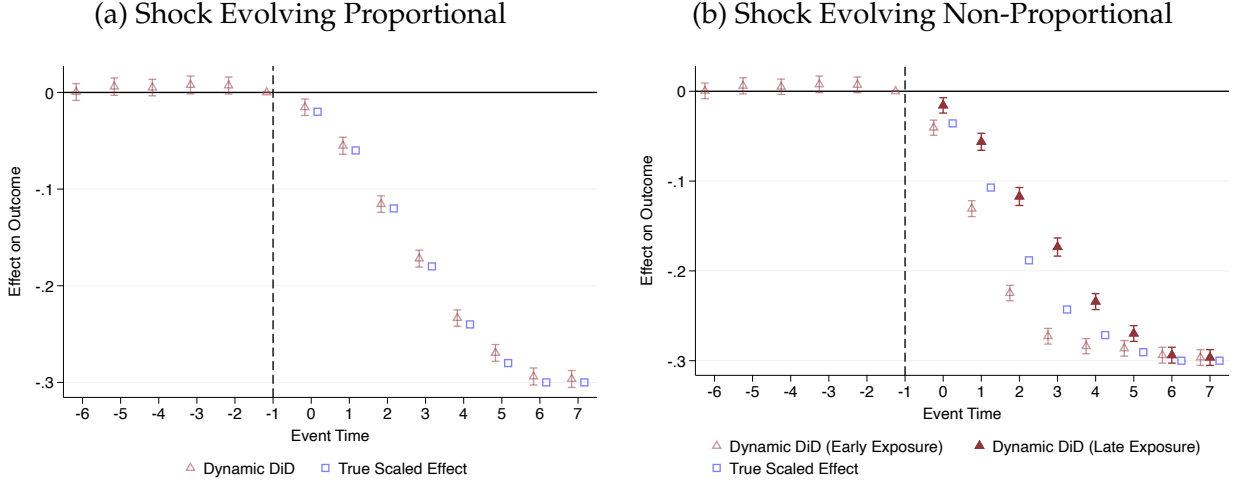 (a) Shock Evolving Proportional
Effect on Outcome
0
-.1
-.2
-.3
-6 -5 -4 -3 -2 -1 0 1 2 3 4 5 6 7
Event Time
Dynamic DiD True Scaled Effect
(b) Shock Evolving Non-Proportional
Effect on Outcome
0
-.1
-.2
-.3
-6 -5 -4 -3 -2 -1 0 1 2 3 4 5 6 7
Event Time
Dynamic DiD (Early Exposure) Dynamic DiD (Late Exposure)
True Scaled Effect